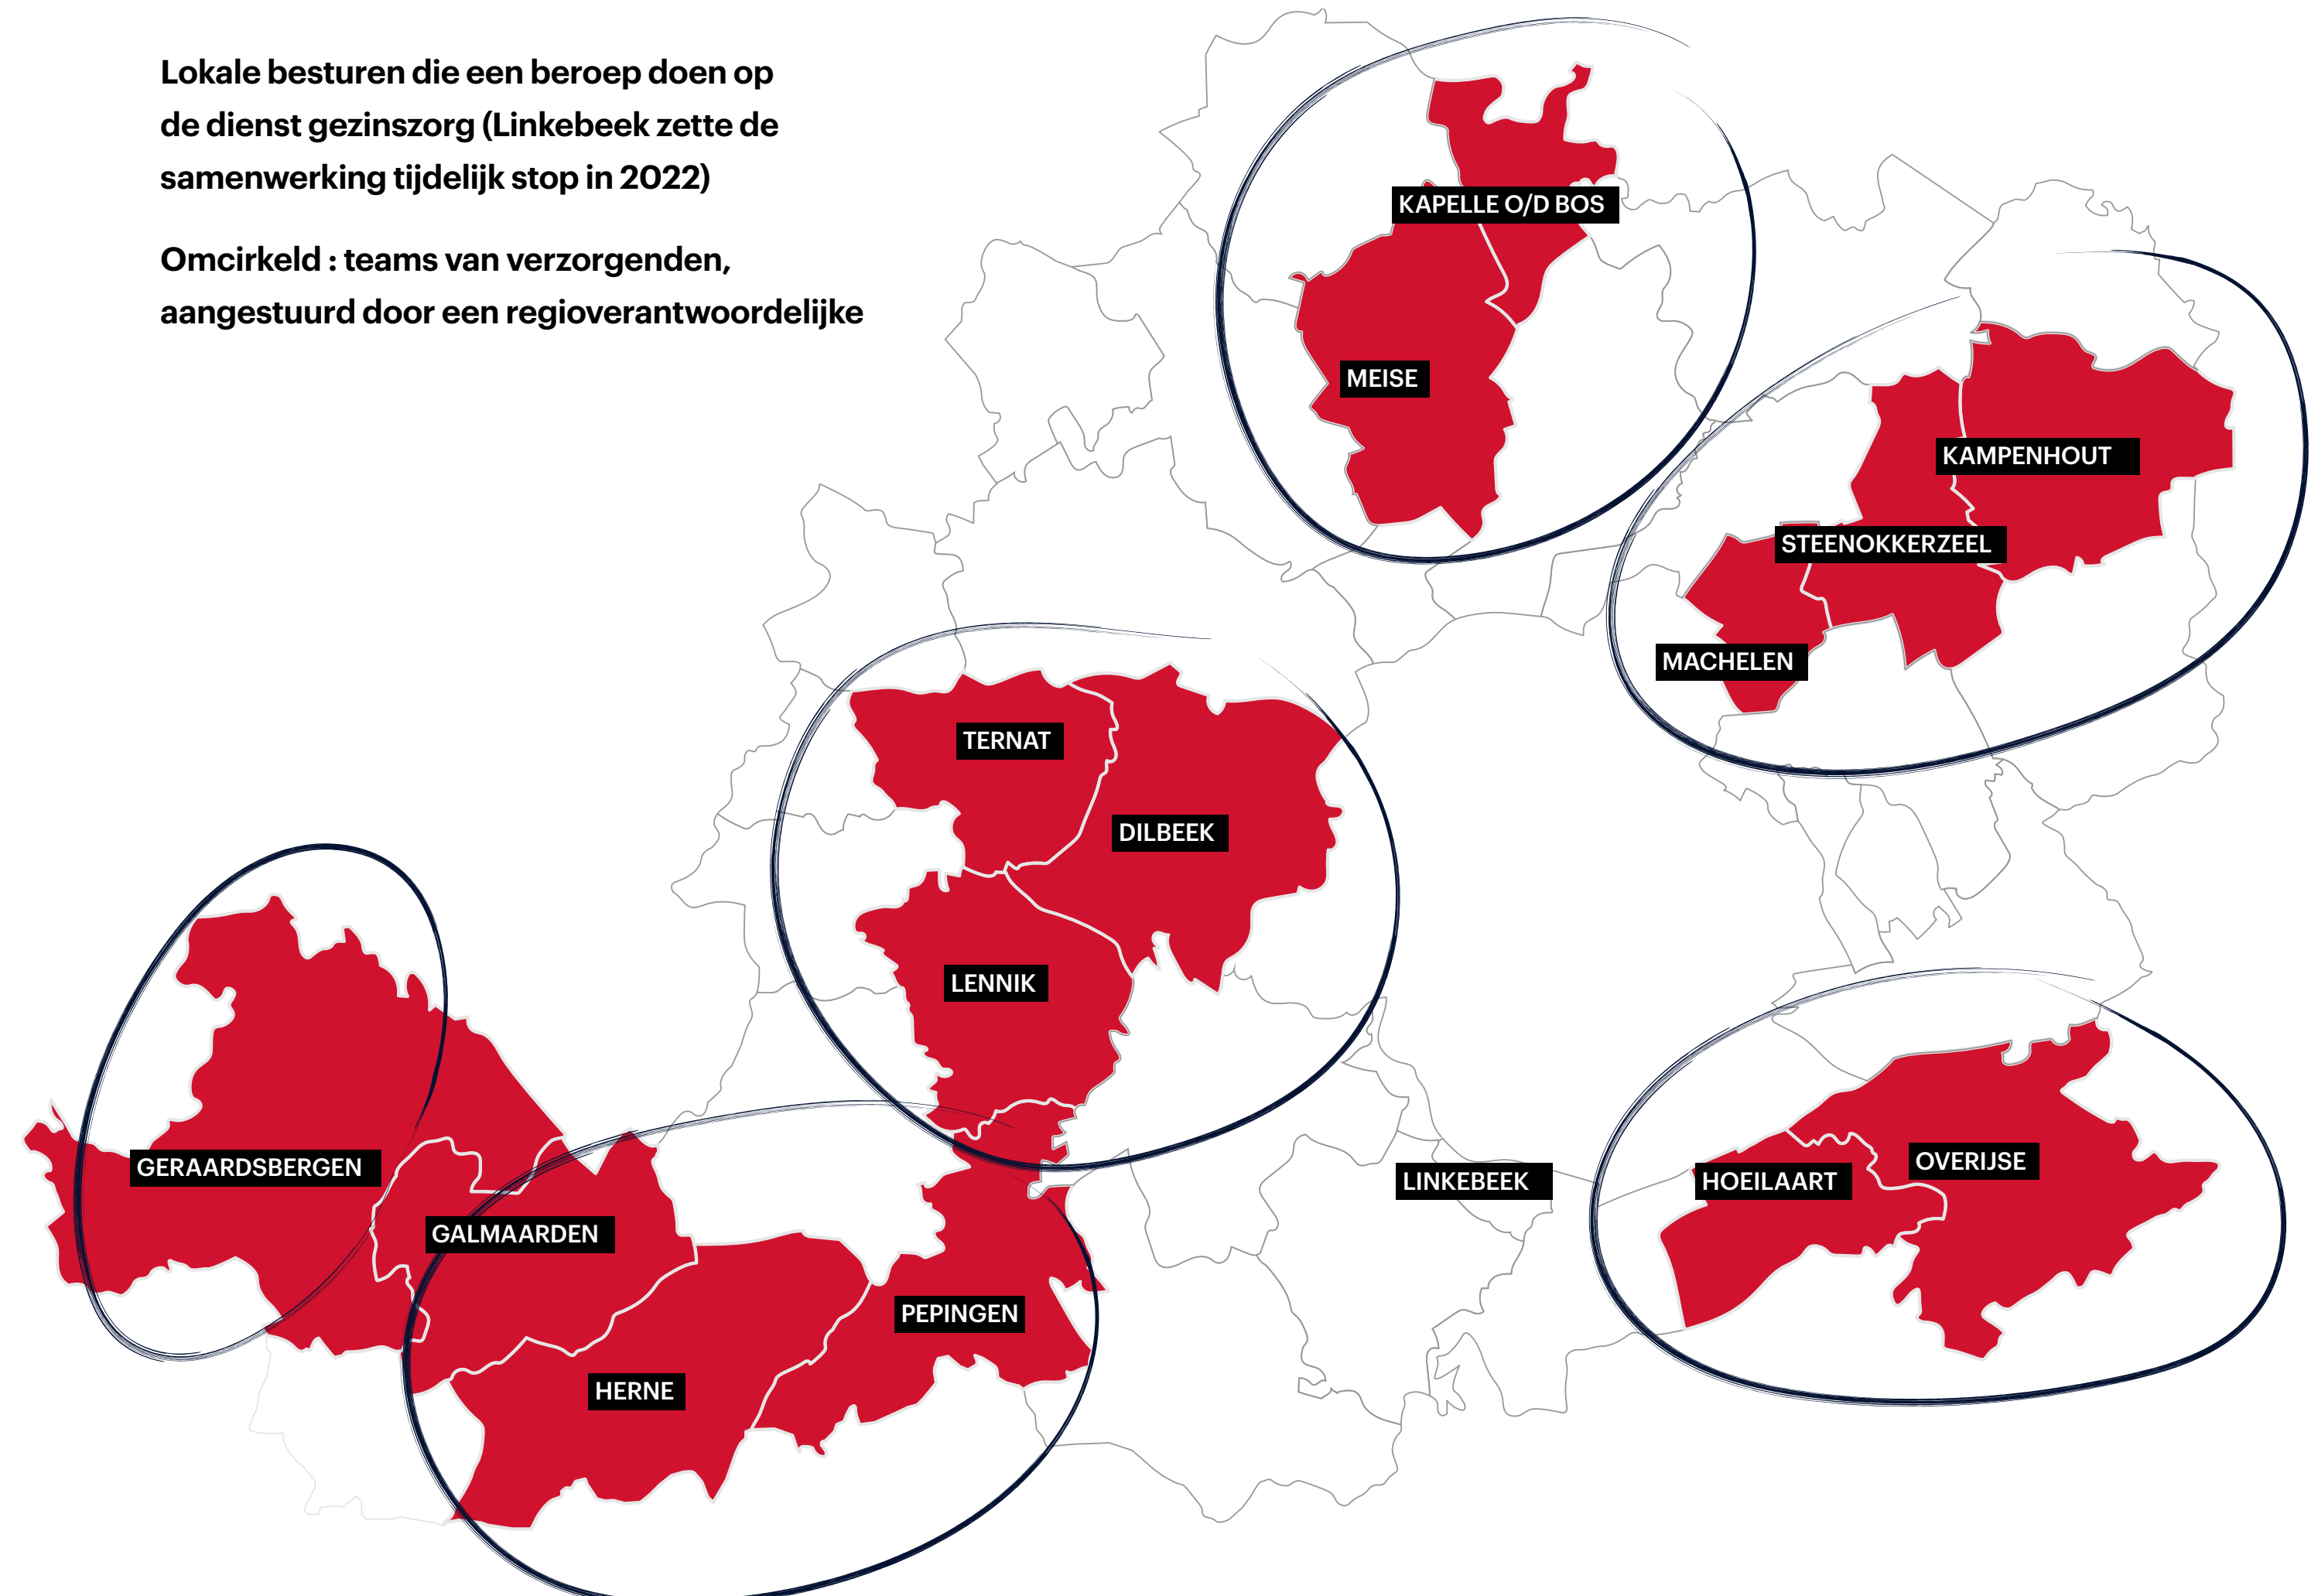 Lokale besturen die een beroep doen op
de dienst gezinszorg (Linkebeek zette de
samenwerking tijdelijk stop in 2022)
Omcirkeld : teams van verzorgenden,
aangestuurd door een regioverantwoordelijke
KAPELLE O/D BOS
MEISE
KAMPENHOUT
STEENOKKERZEEL
MACHELEN
TERNAT
DILBEEK
LENNIK
GERAARDSBERGEN
GALMAARDEN
PEPINGEN
HERNE
LINKEBEEK
HOEILAART
OVERIJSE